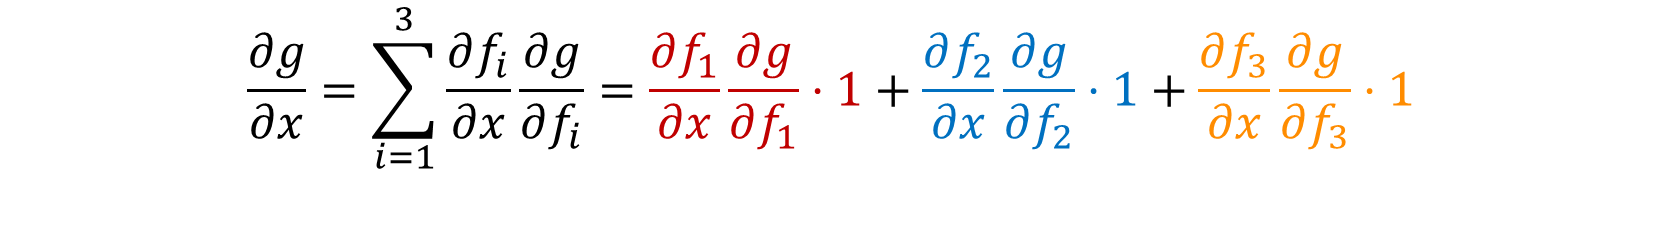 ∂g/∂x = ∑_{i=1}^{3} ∂f_i/∂x ∂g/∂f_i = ∂f_1/∂x ∂g/∂f_1 · 1 + ∂f_2/∂x ∂g/∂f_2 · 1 + ∂f_3/∂x ∂g/∂f_3 · 1